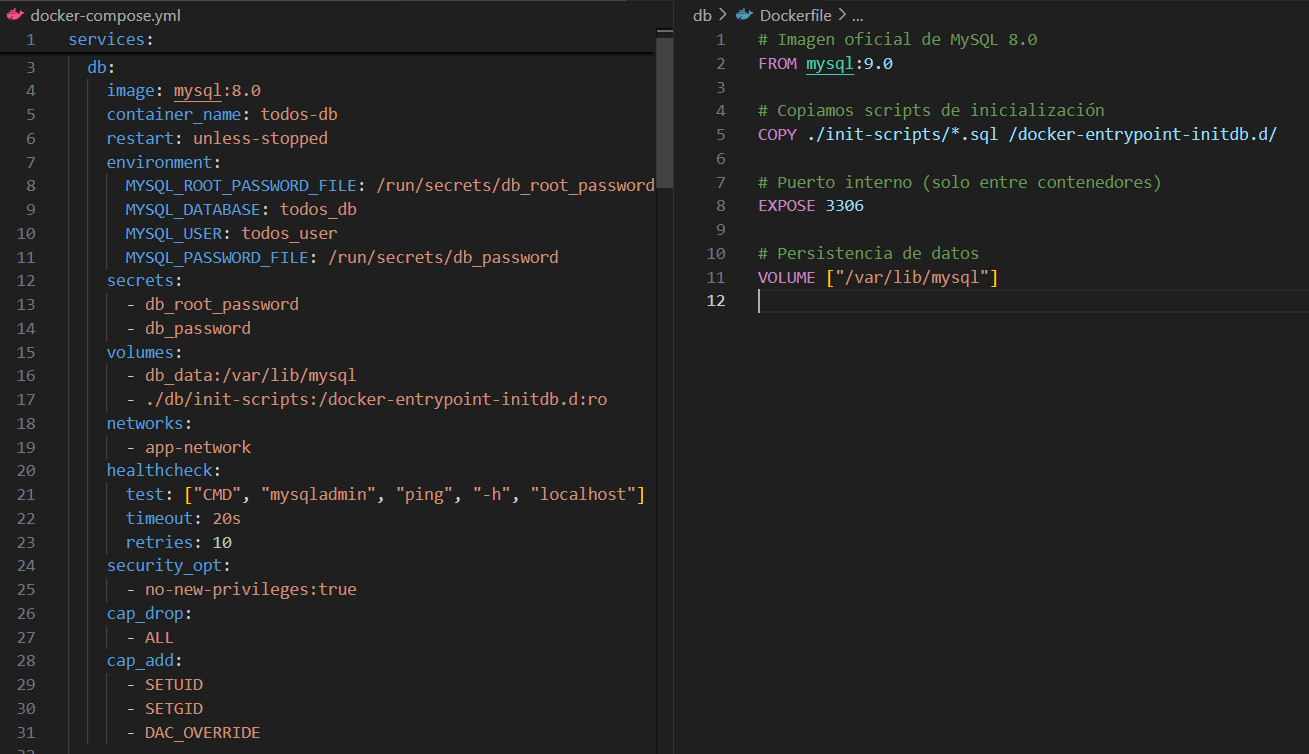 docker-compose.yml
1 services:
3 db:
4 image: mysql:8.0
5 container_name: todos-db
6 restart: unless-stopped
7 environment:
8 MYSQL_ROOT_PASSWORD_FILE: /run/secrets/db_root_password
9 MYSQL_DATABASE: todos_db
10 MYSQL_USER: todos_user
11 MYSQL_PASSWORD_FILE: /run/secrets/db_password
12 secrets:
13 - db_root_password
14 - db_password
15 volumes:
16 - db_data:/var/lib/mysql
17 - ./db/init-scripts:/docker-entrypoint-initdb.d:ro
18 networks:
19 - app-network
20 healthcheck:
21 test: ["CMD", "mysqladmin", "ping", "-h", "localhost"]
22 timeout: 20s
23 retries: 10
24 security_opt:
25 - no-new-privileges:true
26 cap_drop:
27 - ALL
28 cap_add:
29 - SETUID
30 - SETGID
31 - DAC_OVERRIDE
db > Dockerfile > ...
1 # Imagen oficial de MySQL 8.0
2 FROM mysql:9.0
3
4 # Copiamos scripts de inicialización
5 COPY ./init-scripts/*.sql /docker-entrypoint-initdb.d/
6
7 # Puerto interno (solo entre contenedores)
8 EXPOSE 3306
9
10 # Persistencia de datos
11 VOLUME ["/var/lib/mysql"]
12